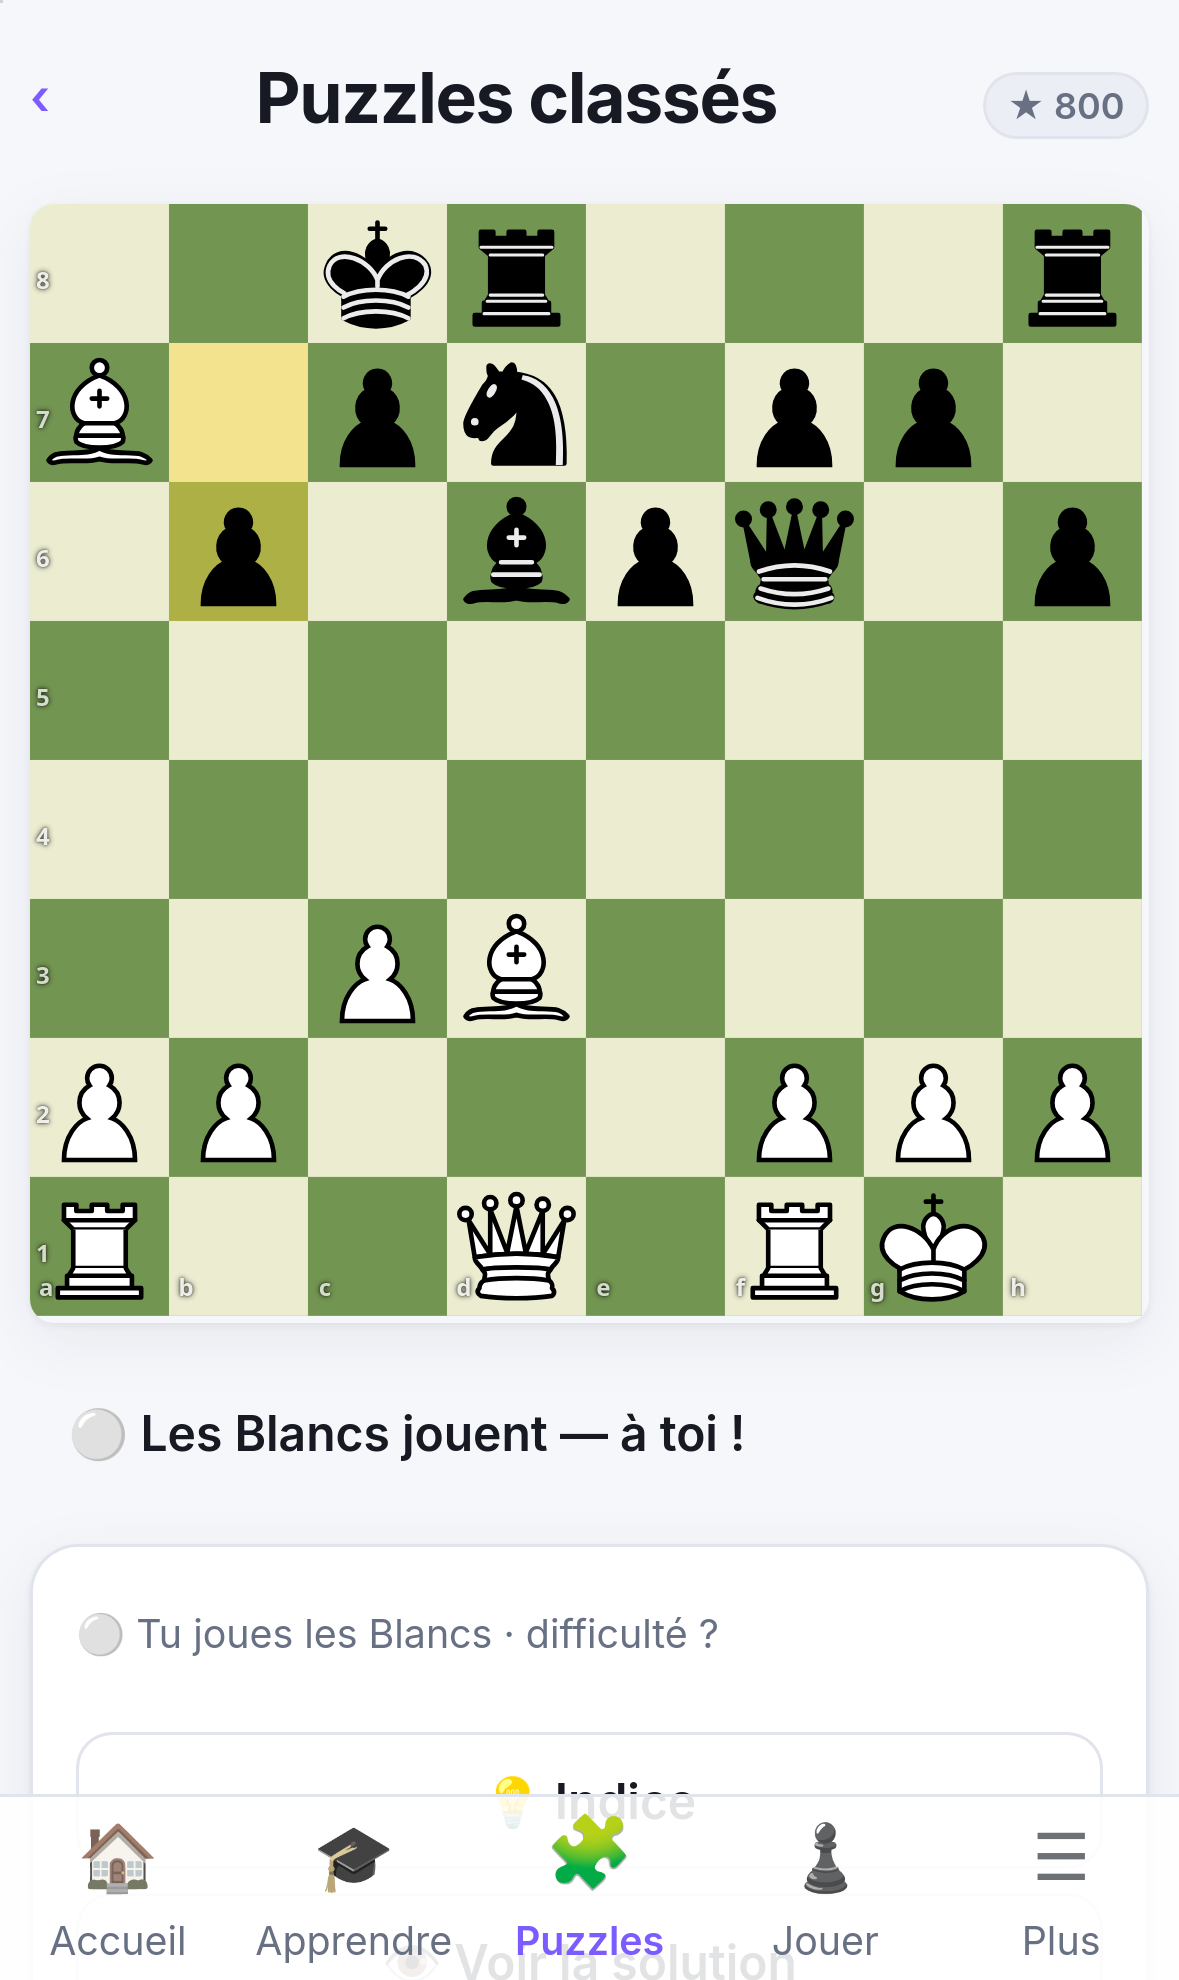 ‹ Puzzles classés ★ 800
8
7
6
5
4
3
2
1
a b c d e f g h
Les Blancs jouent — à toi !
Tu joues les Blancs · difficulté ?
Indice
Voir la solution
Accueil Apprendre Puzzles Jouer Plus